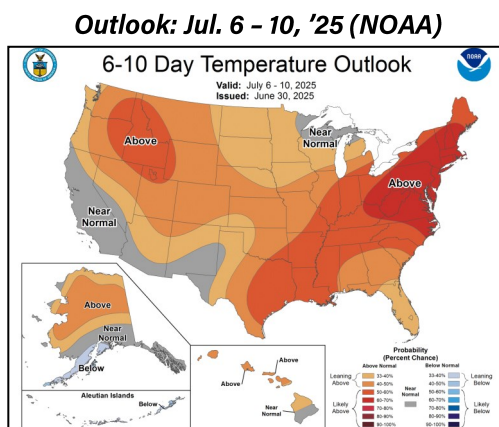 Outlook: Jul. 6 – 10, '25 (NOAA)
6-10 Day Temperature Outlook
NOAA
Valid: July 6 - 10, 2025
Issued: June 30, 2025
Near
Normal
Above
Above
Near
Normal
Above
Near
Normal
Below
Aleutian Islands
Below
Above
Above
Near
Normal
Probability
(Percent Chance)
Above Normal
Below Normal
Leaning
Above
33-40%
40-50%
Likely
Above
50-60%
60-70%
70-80%
80-90%
90-100%
Near
Normal
33-40%
40-50%
Leaning
Below
50-60%
60-70%
70-80%
80-90%
90-100%
Likely
Below